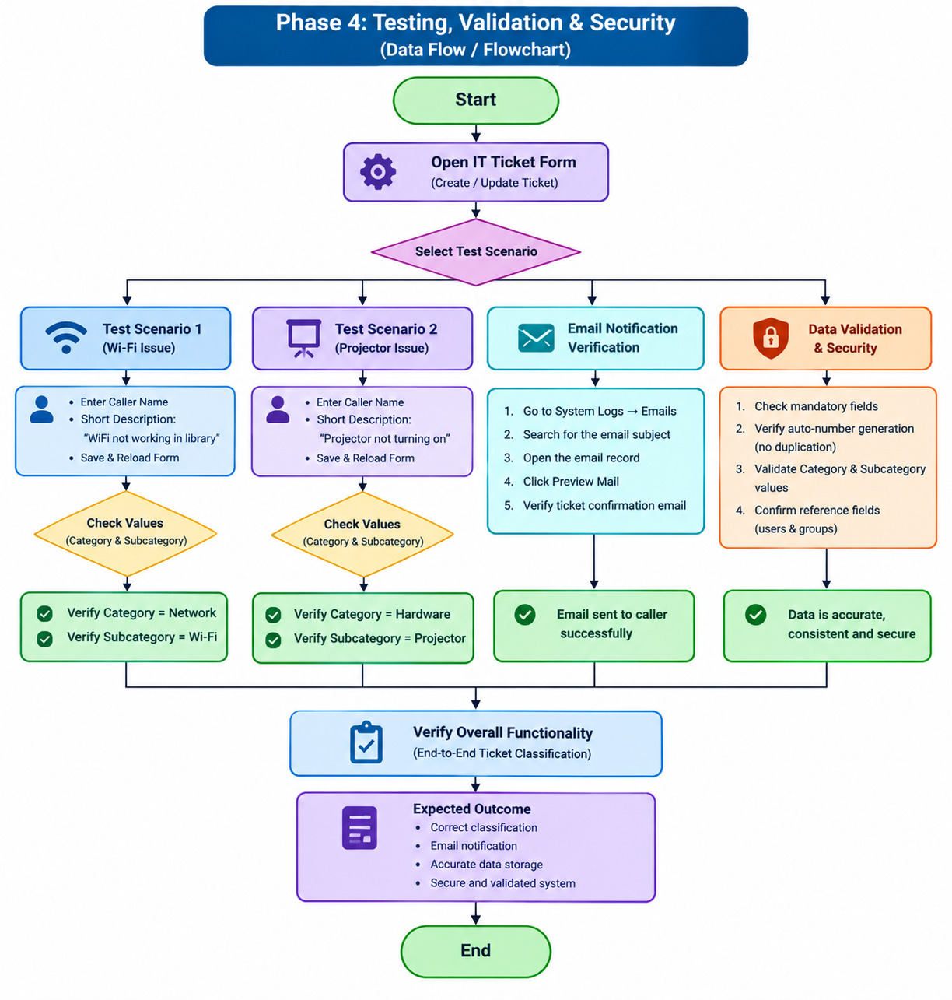 Phase 4: Testing, Validation & Security
(Data Flow / Flowchart)
Start
Open IT Ticket Form
(Create / Update Ticket)
Select Test Scenario
Test Scenario 1
(Wi-Fi Issue)
• Enter Caller Name
• Short Description:
“WiFi not working in library”
• Save & Reload Form
Check Values
(Category & Subcategory)
Verify Category = Network
Verify Subcategory = Wi-Fi
Test Scenario 2
(Projector Issue)
• Enter Caller Name
• Short Description:
“Projector not turning on”
• Save & Reload Form
Check Values
(Category & Subcategory)
Verify Category = Hardware
Verify Subcategory = Projector
Email Notification
Verification
1. Go to System Logs → Emails
2. Search for the email subject
3. Open the email record
4. Click Preview Mail
5. Verify ticket confirmation email
Email sent to caller
successfully
Data Validation
& Security
1. Check mandatory fields
2. Verify auto-number generation
(no duplication)
3. Validate Category & Subcategory
values
4. Confirm reference fields
(users & groups)
Data is accurate,
consistent and secure
Verify Overall Functionality
(End-to-End Ticket Classification)
Expected Outcome
• Correct classification
• Email notification
• Accurate data storage
• Secure and validated system
End